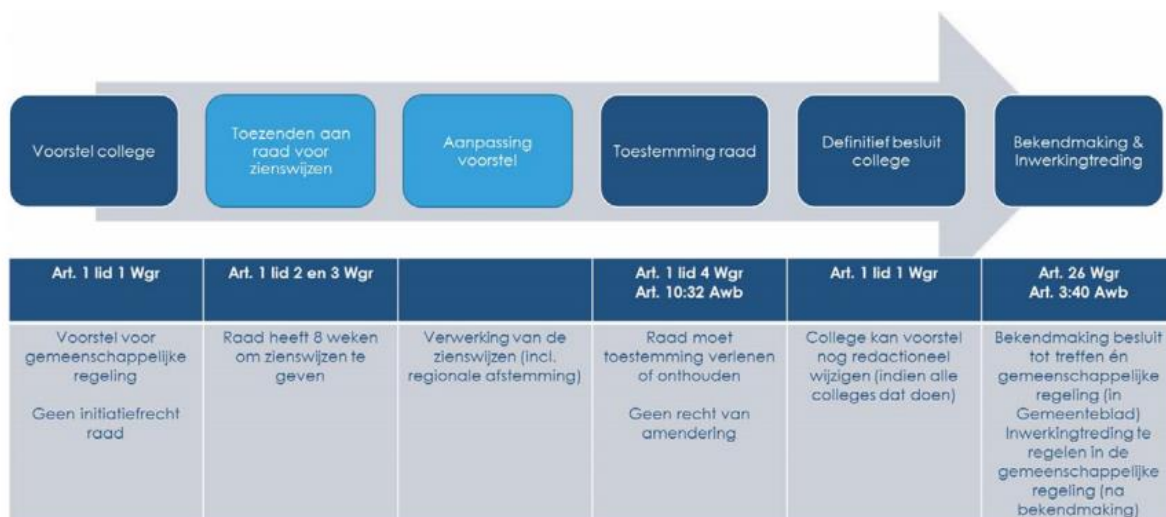 Voorstel college
Toezenden aan
raad voor
zienswijzen
Aanpassing
voorstel
Toestemming raad
Definitief besluit
college
Bekendmaking &
Inwerkingtreding
Art. 1 lid 1 Wgr
Art. 1 lid 2 en 3 Wgr
Art. 1 lid 4 Wgr
Art. 10:32 Awb
Art. 1 lid 1 Wgr
Art. 26 Wgr
Art. 3:40 Awb
Voorstel voor
gemeenschappelijke
regeling
Geen initiatiefrecht
raad
Raad heeft 8 weken
om zienswijzen te
geven
Verwerking van de
zienswijzen (incl.
regionale afstemming)
Raad moet
toestemming verlenen
of onthouden
Geen recht van
amendering
College kan voorstel
nog redactioneel
wijzigen (indien alle
colleges dat doen)
Bekendmaking besluit
tot treffen én
gemeenschappelijke
regeling (in
Gemeenteblad)
Inwerkingtreding te
regelen in de
gemeenschappelijke
regeling (na
bekendmaking)